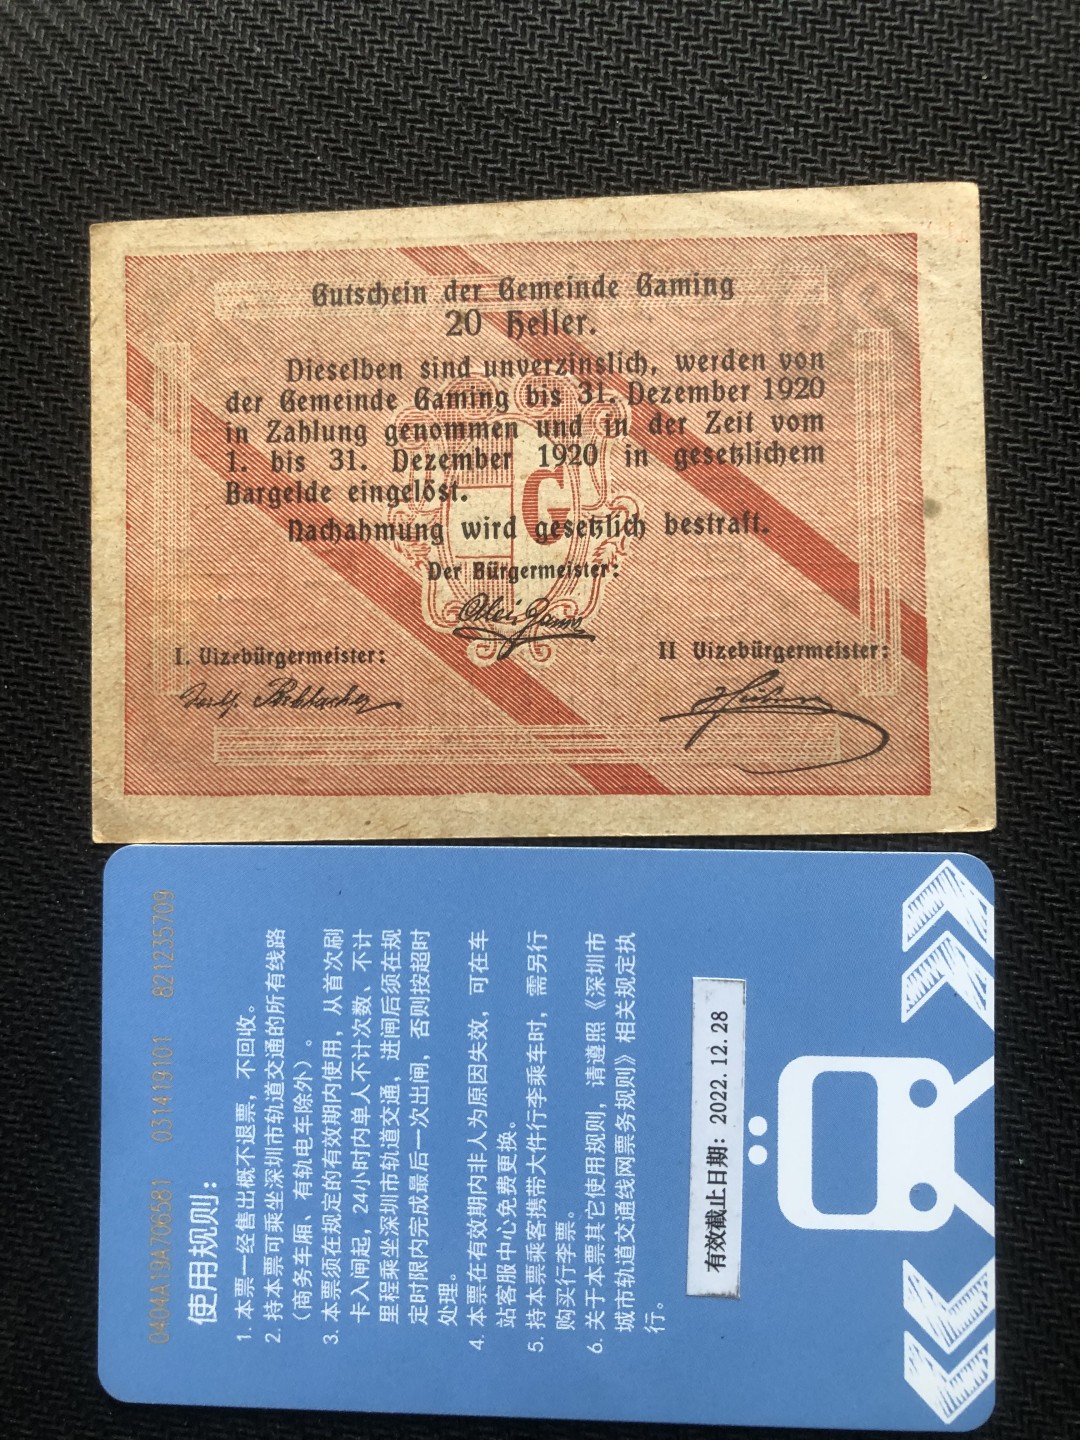 Gutschein der Gemeinde Gaming
20 Heller.
Dieselben sind unverzinslich, werden von
der Gemeinde Gaming bis 31. Dezember 1920
in Zahlung genommen und in der Zeit vom
1. bis 31. Dezember 1920 in gesetzlichem
Bargelde eingelöst.
Nachahmung wird gesetzlich bestraft.
G
Der Bürgermeister:
I. Vizebürgermeister:
II Vizebürgermeister:
0404A19A706581 031419101 821235709
使用规则：
1. 本票一经售出概不退票，不回收。
2. 持本票可乘坐深圳市轨道交通的所有线路
（商务车厢、有轨电车除外）。
3. 本票须在规定的有效期内使用，从首次刷
卡入闸起，24小时内单人不计次数、不计
里程乘坐深圳市轨道交通，进闸后须在规
定时限内完成最后一次出闸，否则按超时
处理。
4. 本票在有效期内非人为原因失效，可在车
站客服中心免费更换。
5. 持本票乘客携带大件行李乘车时，需另行
购买行李票。
6. 关于本票其它使用规则，请遵照《深圳市
城市轨道交通线网票务规则》相关规定执
行。
有效截止日期：2022.12.28